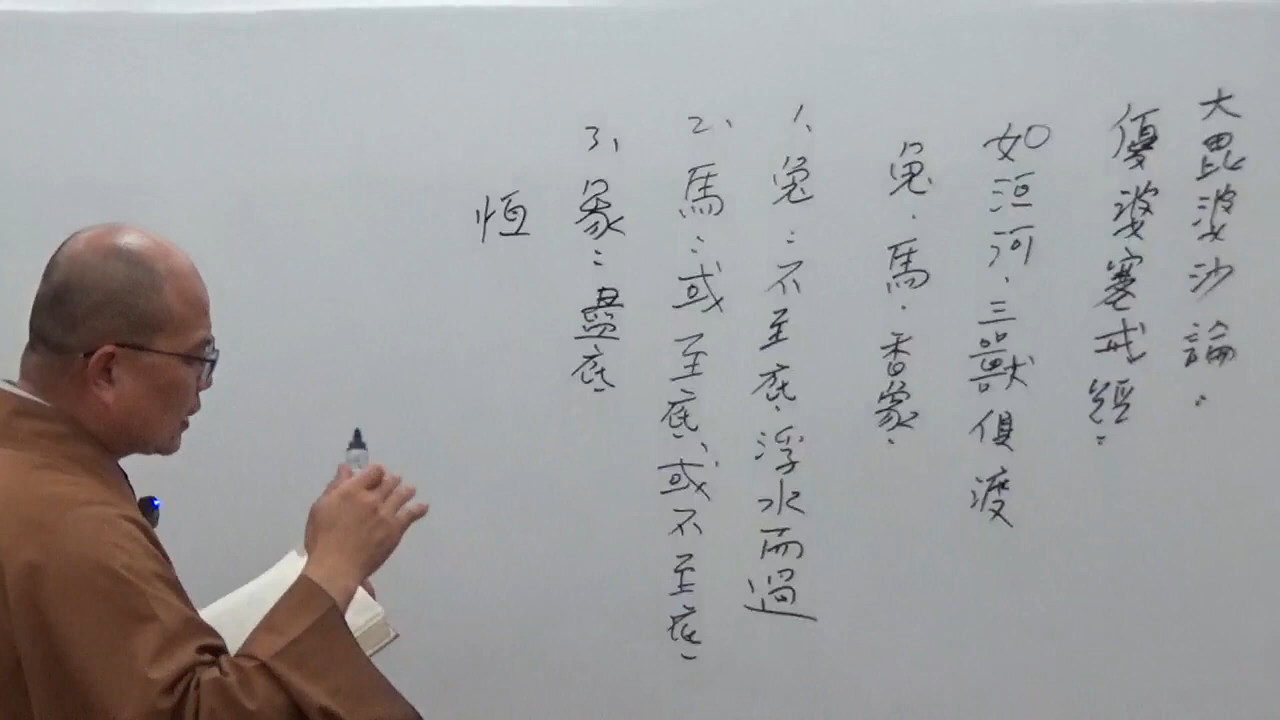 大毘婆沙論。
優婆塞戒經：
如洹河、三獸俱渡
兔．馬．香象．
1、兔：不至底．浮水而過
2、馬：或至底、或不至底、
3、象：盡底、
恒